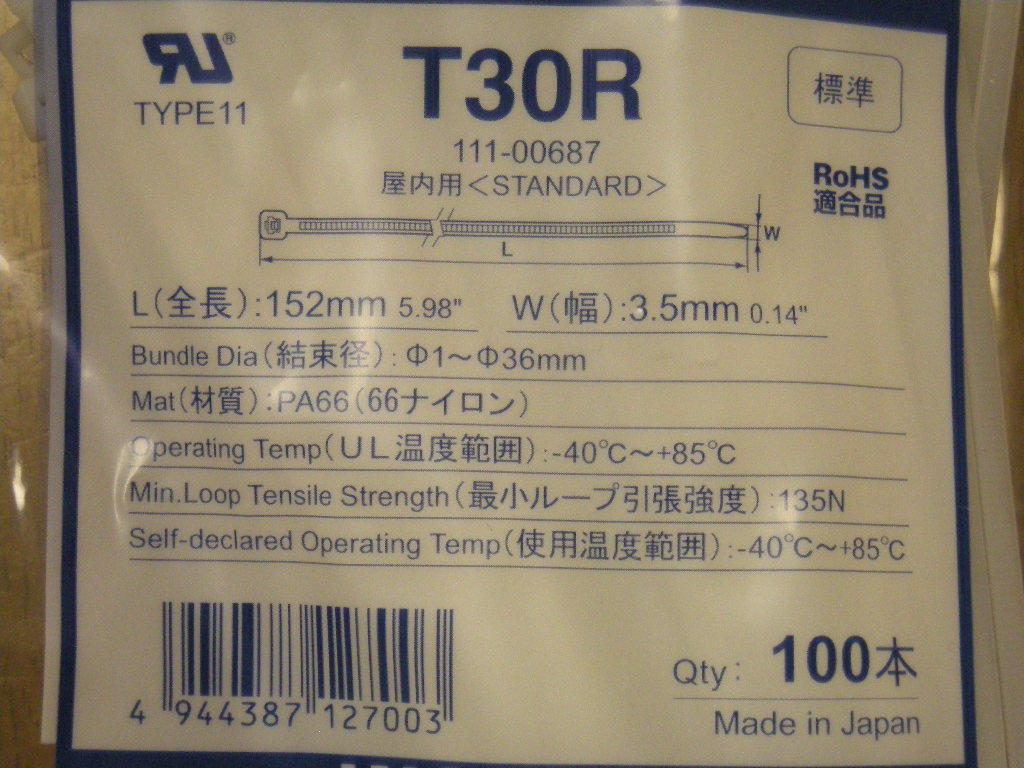 RU®
TYPE11
T30R
標準
111-00687
屋内用<STANDARD>
RoHS
適合品
W
L
L(全長):152mm 5.98" W(幅):3.5mm 0.14"
Bundle Dia(結束径): Φ1〜Φ36mm
Mat(材質):PA66(66ナイロン)
Operating Temp(UL温度範囲):-40℃〜+85℃
Min.Loop Tensile Strength(最小ループ引張強度):135N
Self-declared Operating Temp(使用温度範囲):-40℃〜+85℃
4 944387 127003
Qty: 100本
Made in Japan